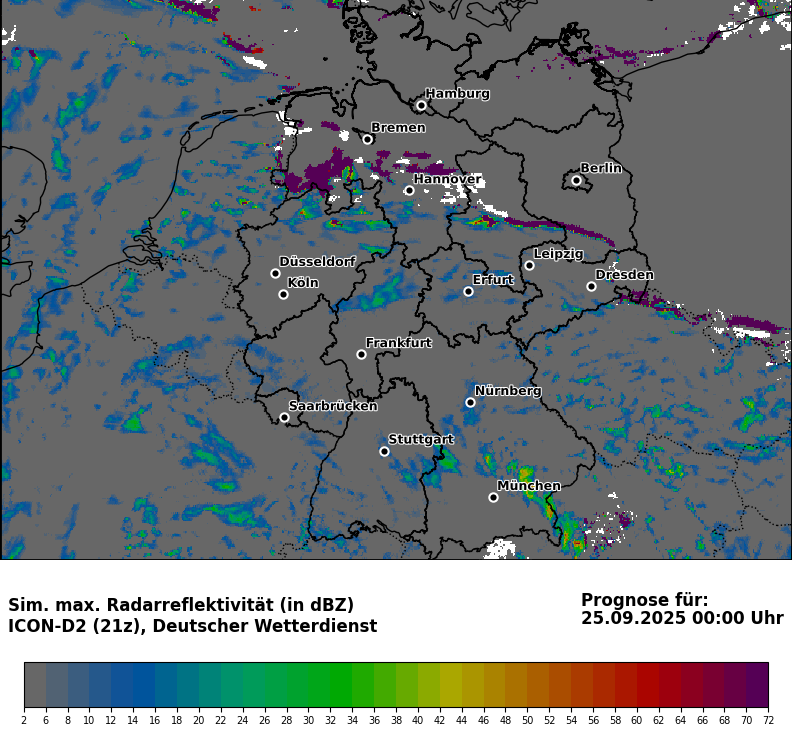 Hamburg
Bremen
Berlin
Hannover
Leipzig
Düsseldorf
Dresden
Köln
Erfurt
Frankfurt
Nürnberg
Saarbrücken
Stuttgart
München
Sim. max. Radarreflektivität (in dBZ)
ICON-D2 (21z), Deutscher Wetterdienst
Prognose für:
25.09.2025 00:00 Uhr
2 6 8 10 12 14 16 18 20 22 24 26 28 30 32 34 36 38 40 42 44 46 48 50 52 54 56 58 60 62 64 66 68 70 72